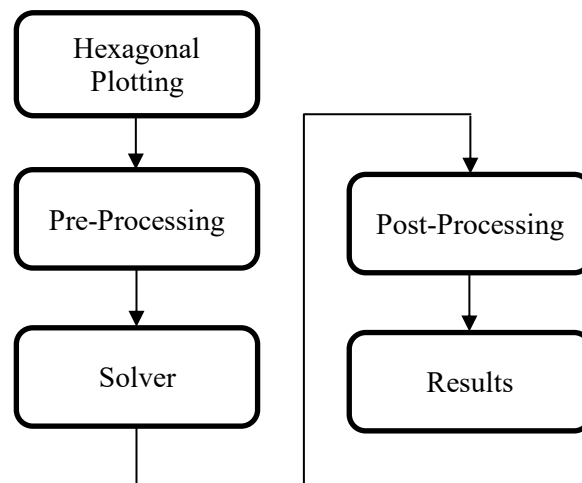 Hexagonal
Plotting
Pre-Processing
Solver
Post-Processing
Results